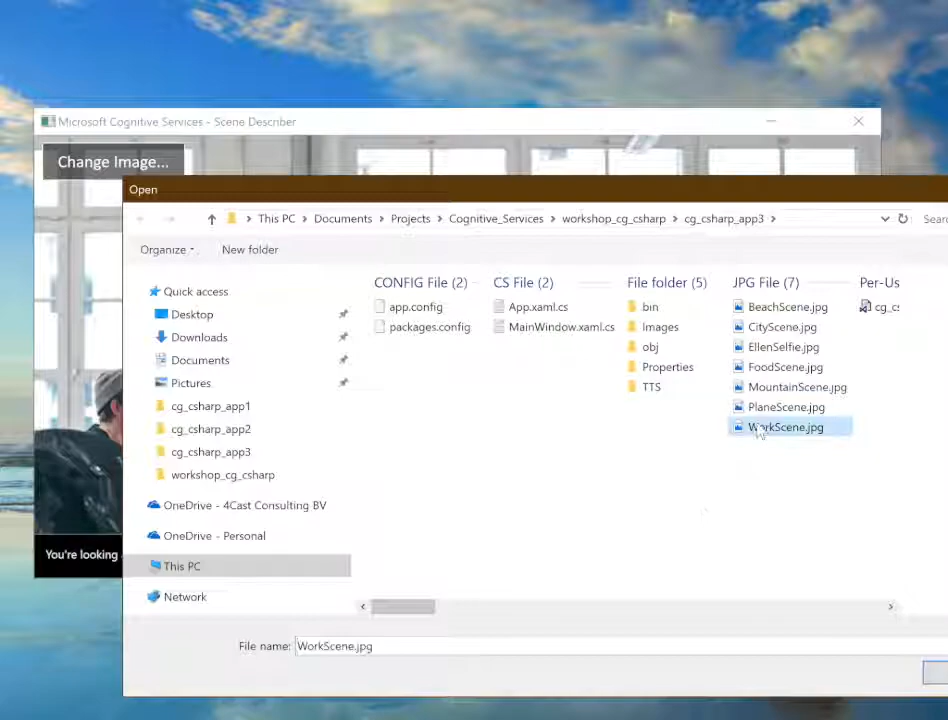 Microsoft Cognitive Services - Scene Describer
Change Image...
Open
This PC > Documents > Projects > Cognitive_Services > workshop_cg_csharp > cg_csharp_app3 >
Organize
New folder
Quick access
Desktop
Downloads
Documents
Pictures
cg_csharp_app1
cg_csharp_app2
cg_csharp_app3
workshop_cg_csharp
OneDrive - 4Cast Consulting BV
OneDrive - Personal
This PC
Network
CONFIG File (2)
app.config
packages.config
CS File (2)
App.xaml.cs
MainWindow.xaml.cs
File folder (5)
bin
Images
obj
Properties
TTS
JPG File (7)
BeachScene.jpg
CityScene.jpg
EllenSelfie.jpg
FoodScene.jpg
MountainScene.jpg
PlaneScene.jpg
WorkScene.jpg
Per-Us
cg_cs
Sear
You're looking
File name: WorkScene.jpg